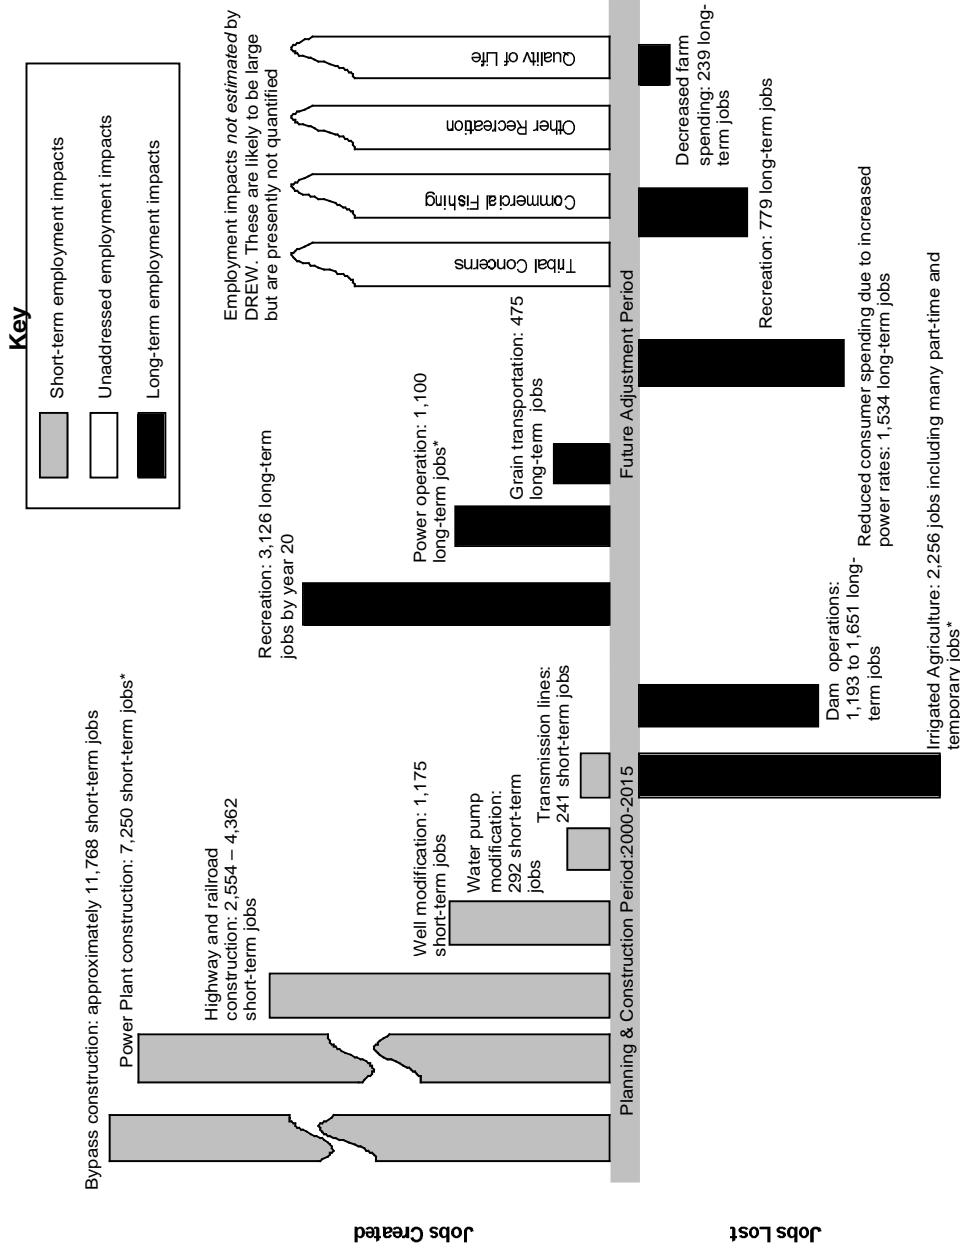 Key
Short-term employment impacts
Unaddressed employment impacts
Long-term employment impacts
Jobs Created
Bypass construction: approximately 11,768 short-term jobs
Power Plant construction: 7,250 short-term jobs*
Highway and railroad
construction: 2,554 – 4,362
short-term jobs
Well modification: 1,175
short-term jobs
Water pump
modification:
292 short-term
jobs
Transmission lines:
241 short-term jobs
Recreation: 3,126 long-term
jobs by year 20
Power operation: 1,100
long-term jobs*
Grain transportation: 475
long-term jobs
Employment impacts not estimated by
DREW. These are likely to be large
but are presently not quantified
Tribal Concerns
Commercial Fishing
Other Recreation
Quality of Life
Planning & Construction Period:2000-2015
Future Adjustment Period
Jobs Lost
Irrigated Agriculture: 2,256 jobs including many part-time and
temporary jobs*
Dam operations:
1,193 to 1,651 long-
term jobs
Reduced consumer spending due to increased
power rates: 1,534 long-term jobs
Recreation: 779 long-term jobs
Decreased farm
spending: 239 long-
term jobs